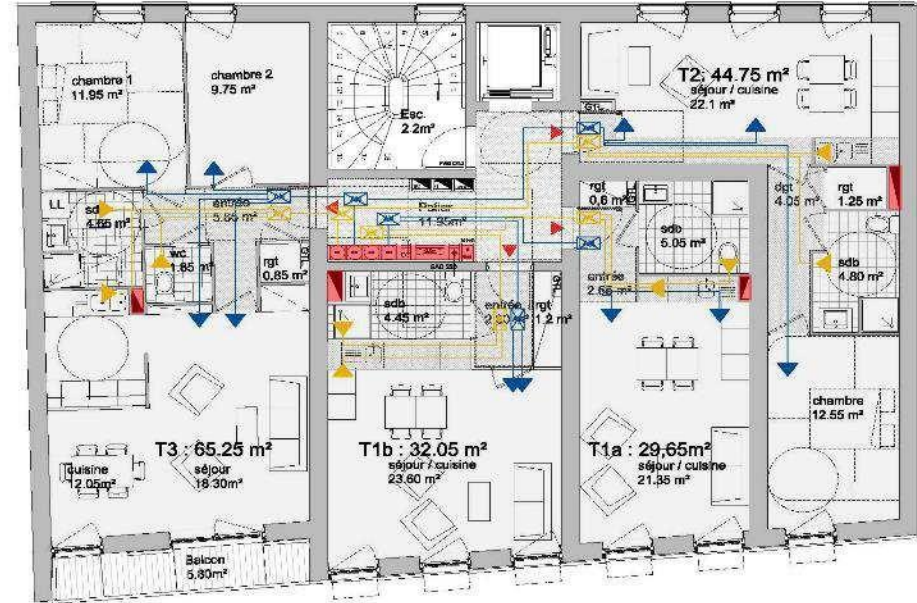 chambre 1
11.95 m²
chambre 2
9.75 m²
Esc.
2.2m²
T2: 44.75 m²
séjour / cuisine
22.1 m²
LL
sdb
4.65 m²
entrée
5.85 m²
wc
1.85 m²
rgt
0.85 m²
Palier
11.95m²
rgt
0,6 m²
sdb
5.05 m²
dgt
4.05 m²
rgt
1.25 m²
sdb
4.80 m²
sdb
4.45 m²
entrée
rgt
1.2 m²
entrée
2.65 m²
chambre
12.55 m²
T3 : 65.25 m²
séjour
18.30m²
cuisine
12.05m²
T1b : 32.05 m²
séjour / cuisine
23.60 m²
T1a : 29,65m²
séjour / cuisine
21.35 m²
Balcon
5.80m²